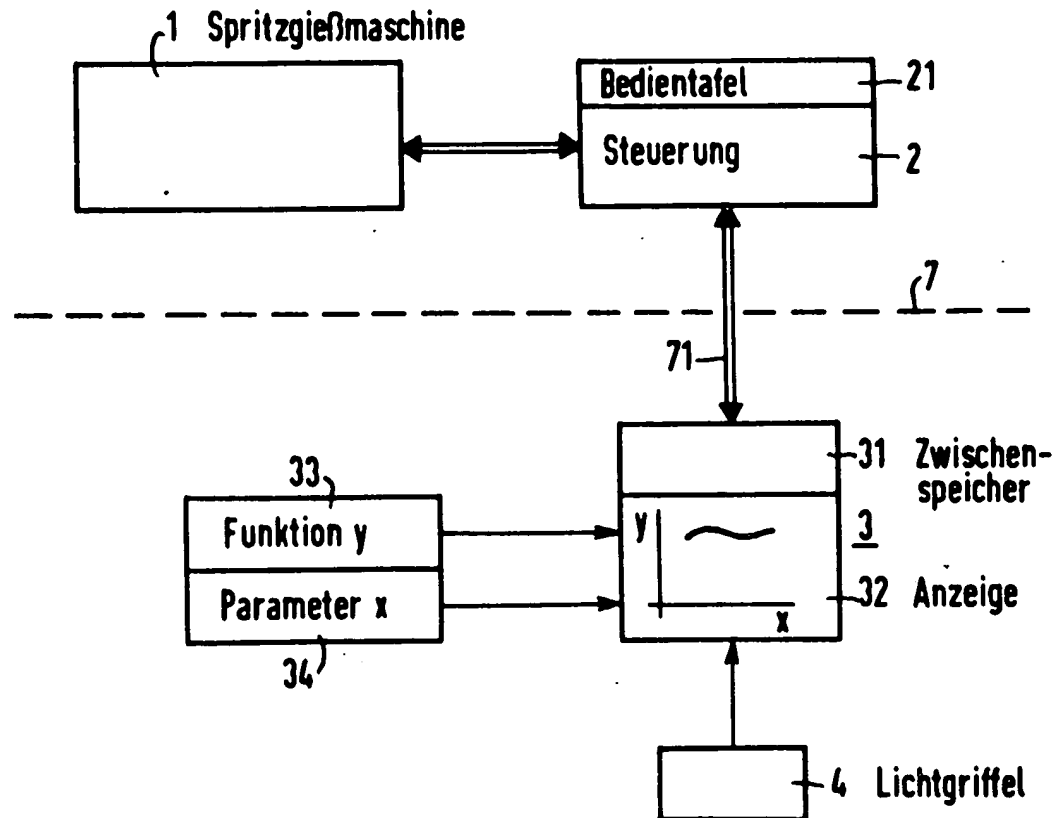 1 Spritzgießmaschine
Bedientafel
21
Steuerung
2
7
71
31 Zwischen-
speicher
33
Funktion y
y
3
Parameter x
32 Anzeige
x
34
4 Lichtgriffel